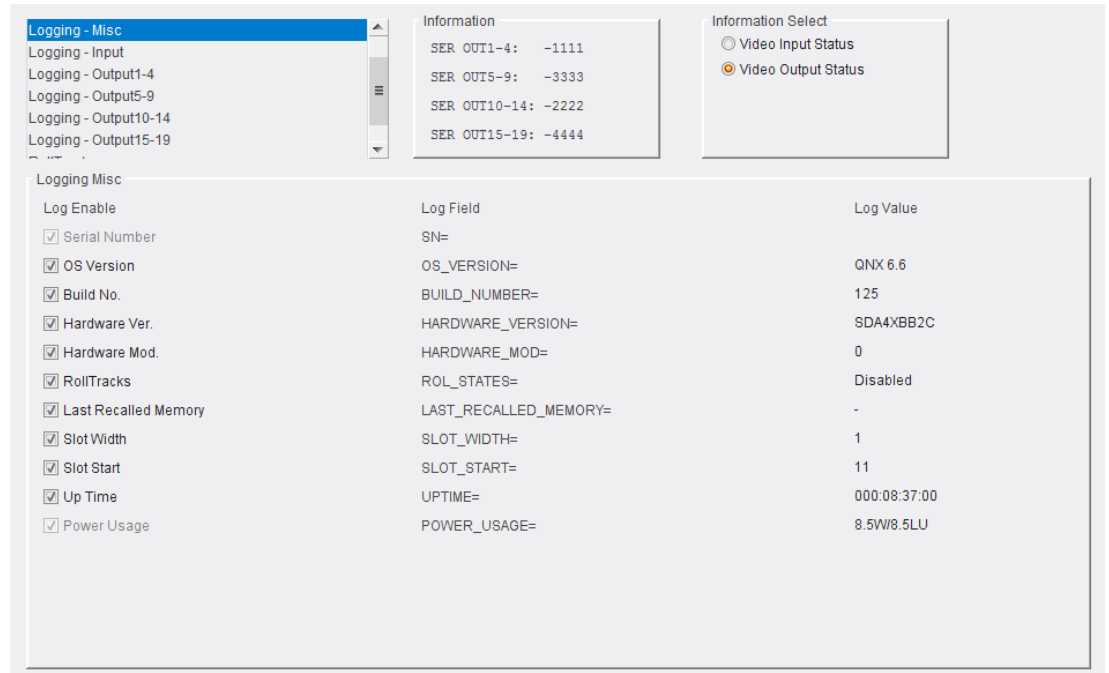 Logging - Misc
Logging - Input
Logging - Output1-4
Logging - Output5-9
Logging - Output10-14
Logging - Output15-19
Information
SER OUT1-4: -1111
SER OUT5-9: -3333
SER OUT10-14: -2222
SER OUT15-19: -4444
Information Select
Video Input Status
Video Output Status
Logging Misc
Log Enable Log Field Log Value
Serial Number SN=
OS Version OS_VERSION= QNX 6.6
Build No. BUILD_NUMBER= 125
Hardware Ver. HARDWARE_VERSION= SDA4XBB2C
Hardware Mod. HARDWARE_MOD= 0
RollTracks ROL_STATES= Disabled
Last Recalled Memory LAST_RECALLED_MEMORY= -
Slot Width SLOT_WIDTH= 1
Slot Start SLOT_START= 11
Up Time UPTIME= 000:08:37:00
Power Usage POWER_USAGE= 8.5W/8.5LU